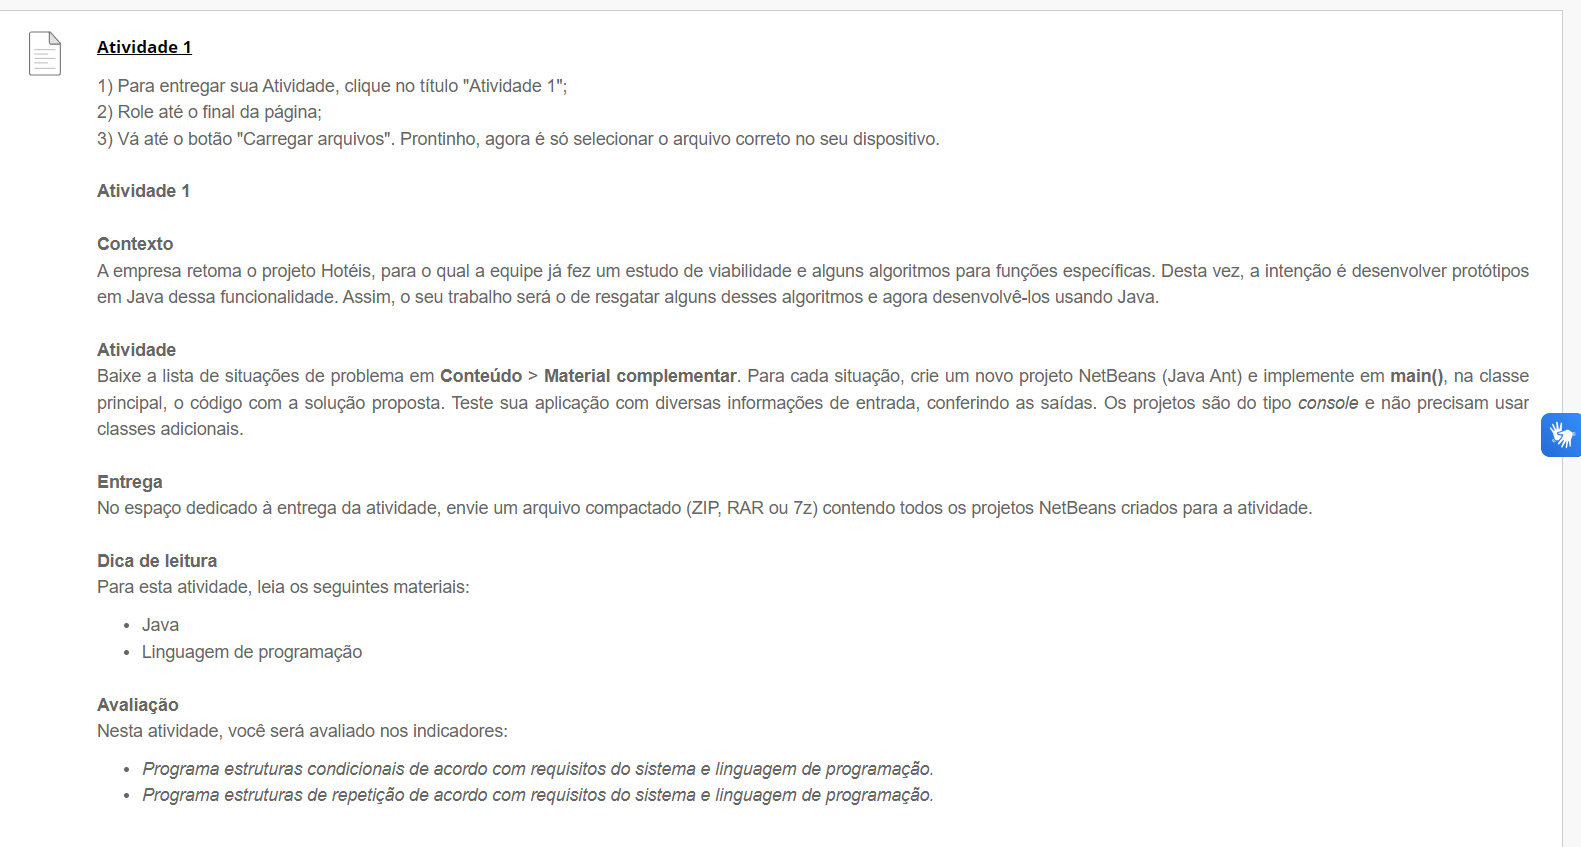 Atividade 1
1) Para entregar sua Atividade, clique no título "Atividade 1";
2) Role até o final da página;
3) Vá até o botão "Carregar arquivos". Prontinho, agora é só selecionar o arquivo correto no seu dispositivo.
Atividade 1
Contexto
A empresa retoma o projeto Hotéis, para o qual a equipe já fez um estudo de viabilidade e alguns algoritmos para funções específicas. Desta vez, a intenção é desenvolver protótipos
em Java dessa funcionalidade. Assim, o seu trabalho será o de resgatar alguns desses algoritmos e agora desenvolvê-los usando Java.
Atividade
Baixe a lista de situações de problema em Conteúdo > Material complementar. Para cada situação, crie um novo projeto NetBeans (Java Ant) e implemente em main(), na classe
principal, o código com a solução proposta. Teste sua aplicação com diversas informações de entrada, conferindo as saídas. Os projetos são do tipo console e não precisam usar
classes adicionais.
Entrega
No espaço dedicado à entrega da atividade, envie um arquivo compactado (ZIP, RAR ou 7z) contendo todos os projetos NetBeans criados para a atividade.
Dica de leitura
Para esta atividade, leia os seguintes materiais:
• Java
• Linguagem de programação
Avaliação
Nesta atividade, você será avaliado nos indicadores:
• Programa estruturas condicionais de acordo com requisitos do sistema e linguagem de programação.
• Programa estruturas de repetição de acordo com requisitos do sistema e linguagem de programação.